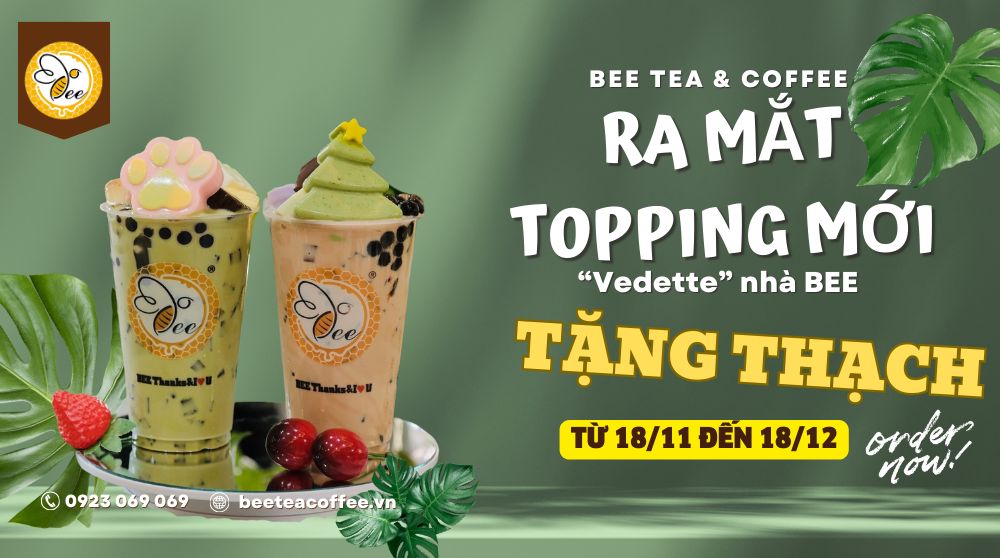 Bee
BEE TEA & COFFEE
RA MẮT
TOPPING MỚI
“Vedette” nhà BEE
TẶNG THẠCH
TỪ 18/11 ĐẾN 18/12
order
now!
Bee
®
BEE Thanks&I♥U
Bee
®
BEE Thanks&I♥U
0923 069 069
beeteacoffee.vn